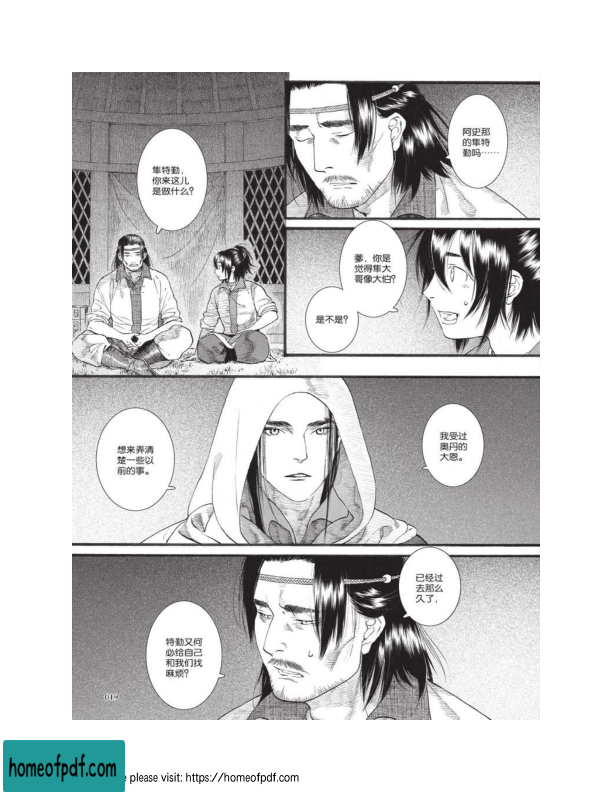 阿史那
的隼特
勤吗……
爹，你是
觉得隼大
哥像大伯？
是不是？
隼特勤，
你来这儿
是做什么？
我受过
奥丹的
大恩。
想来弄清
楚一些以
前的事。
已经过
去那么
久了，
特勤又何
必给自己
和我们找
麻烦？
019
homeofpdf.com
e please visit: https://homeofpdf.com